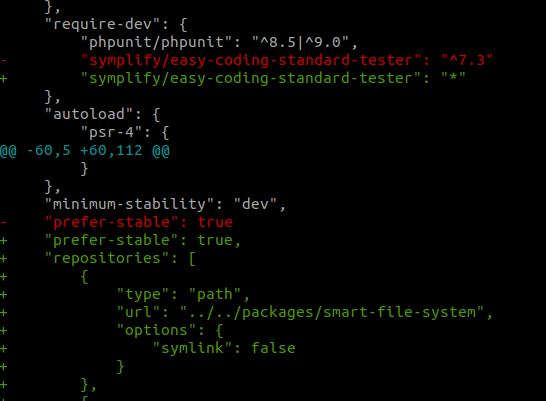 },
    "require-dev": {
        "phpunit/phpunit": "^8.5|^9.0",
-        "symplify/easy-coding-standard-tester": "^7.3"
+        "symplify/easy-coding-standard-tester": "*"
    },
    "autoload": {
        "psr-4": {
@@ -60,5 +60,112 @@
        }
    },
    "minimum-stability": "dev",
-    "prefer-stable": true
+    "prefer-stable": true,
+    "repositories": [
+        {
+            "type": "path",
+            "url": "../../packages/smart-file-system",
+            "options": {
+                "symlink": false
+            }
+        },
+        {